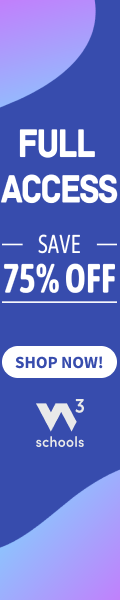 FULL
ACCESS
SAVE
75% OFF
SHOP NOW!
W3
schools